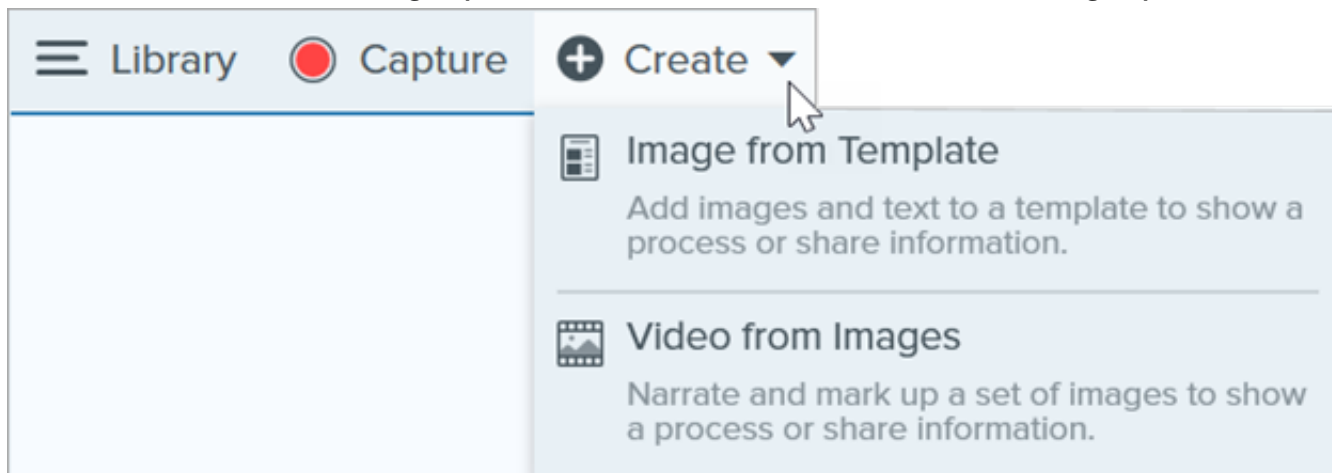 Library Capture Create
Image from Template
Add images and text to a template to show a
process or share information.
Video from Images
Narrate and mark up a set of images to show
a process or share information.